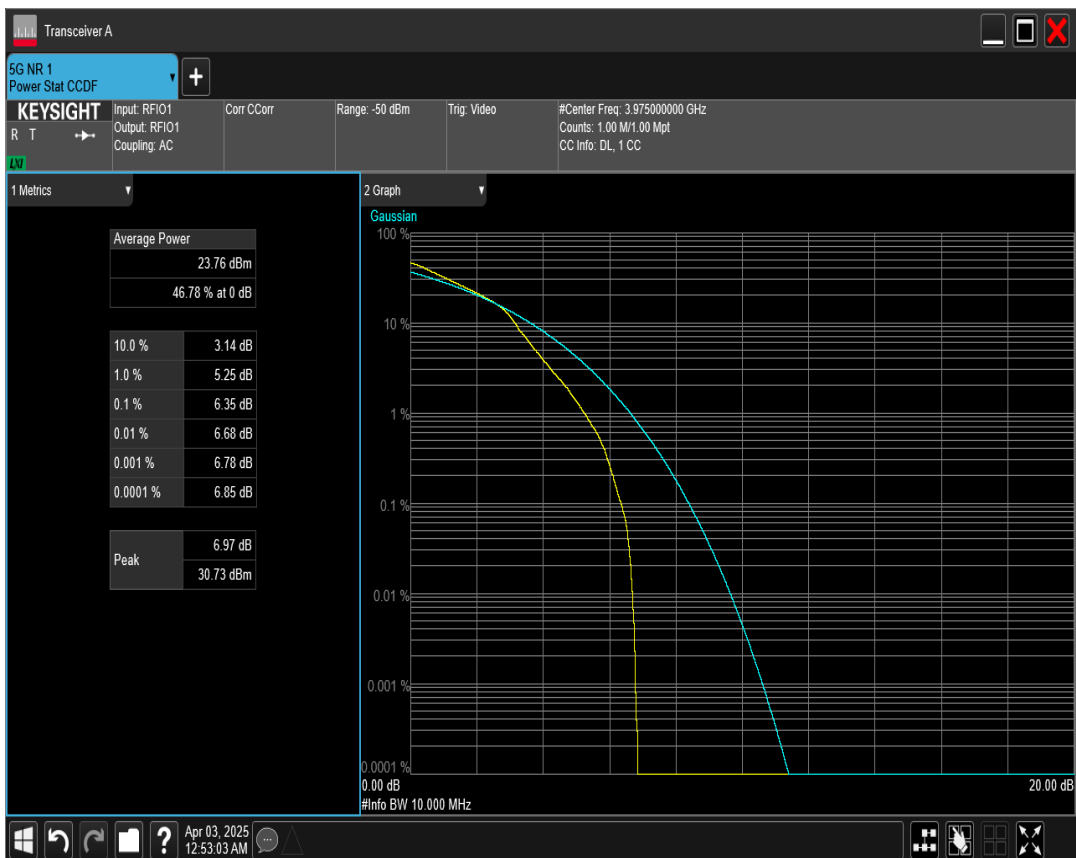 Transceiver A
5G NR 1
Power Stat CCDF
KEYSIGHT
R T
LXI
Input: RFIO1
Output: RFIO1
Coupling: AC
Corr CCorr
Range: -50 dBm
Trig: Video
#Center Freq: 3.975000000 GHz
Counts: 1.00 M/1.00 Mpt
CC Info: DL, 1 CC
1 Metrics
Average Power
23.76 dBm
46.78 % at 0 dB
10.0 % 3.14 dB
1.0 % 5.25 dB
0.1 % 6.35 dB
0.01 % 6.68 dB
0.001 % 6.78 dB
0.0001 % 6.85 dB
Peak
6.97 dB
30.73 dBm
2 Graph
Gaussian
100 %
10 %
1 %
0.1 %
0.01 %
0.001 %
0.0001 %
0.00 dB 20.00 dB
#Info BW 10.000 MHz
Apr 03, 2025
12:53:03 AM